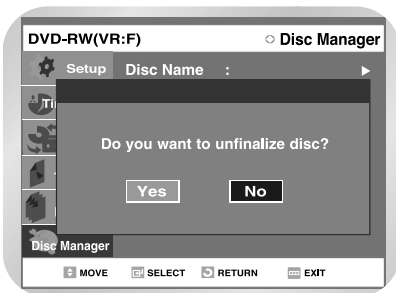 DVD-RW(VR:F) Disc Manager
Setup Disc Name :
Do you want to unfinalize disc?
Yes No
Disc Manager
MOVE SELECT RETURN EXIT